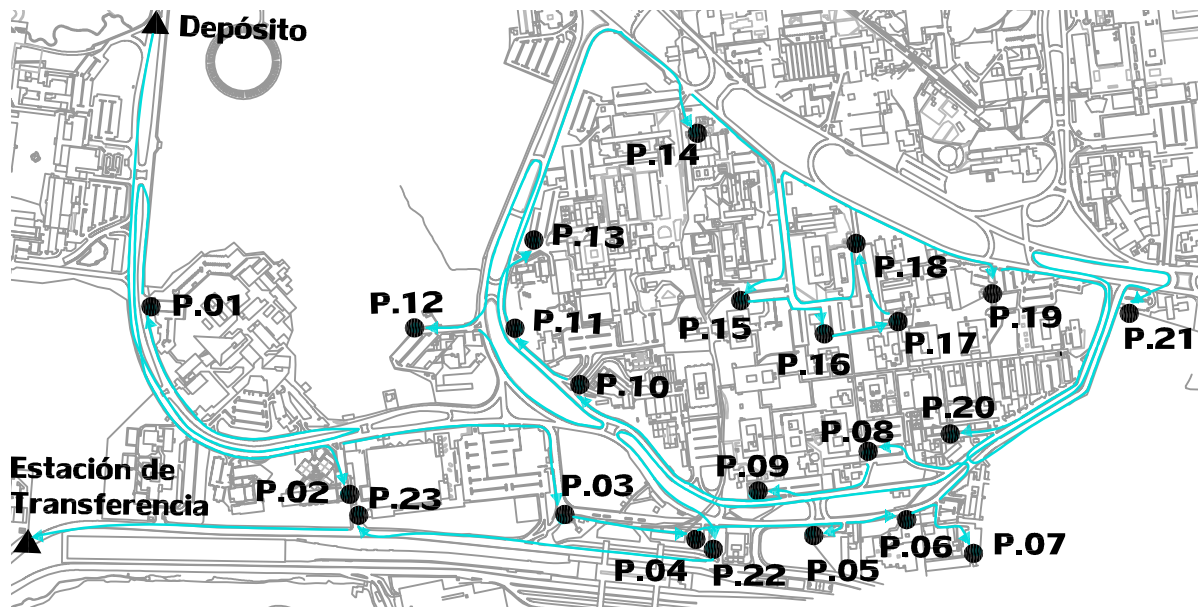 Depósito
P.14
P.13
P.18
P.01
P.12
P.11
P.15
P.19
P.21
P.16
P.17
P.10
P.20
P.08
Estación de
Transferencia
P.02
P.23
P.03
P.09
P.04
P.22
P.05
P.06
P.07